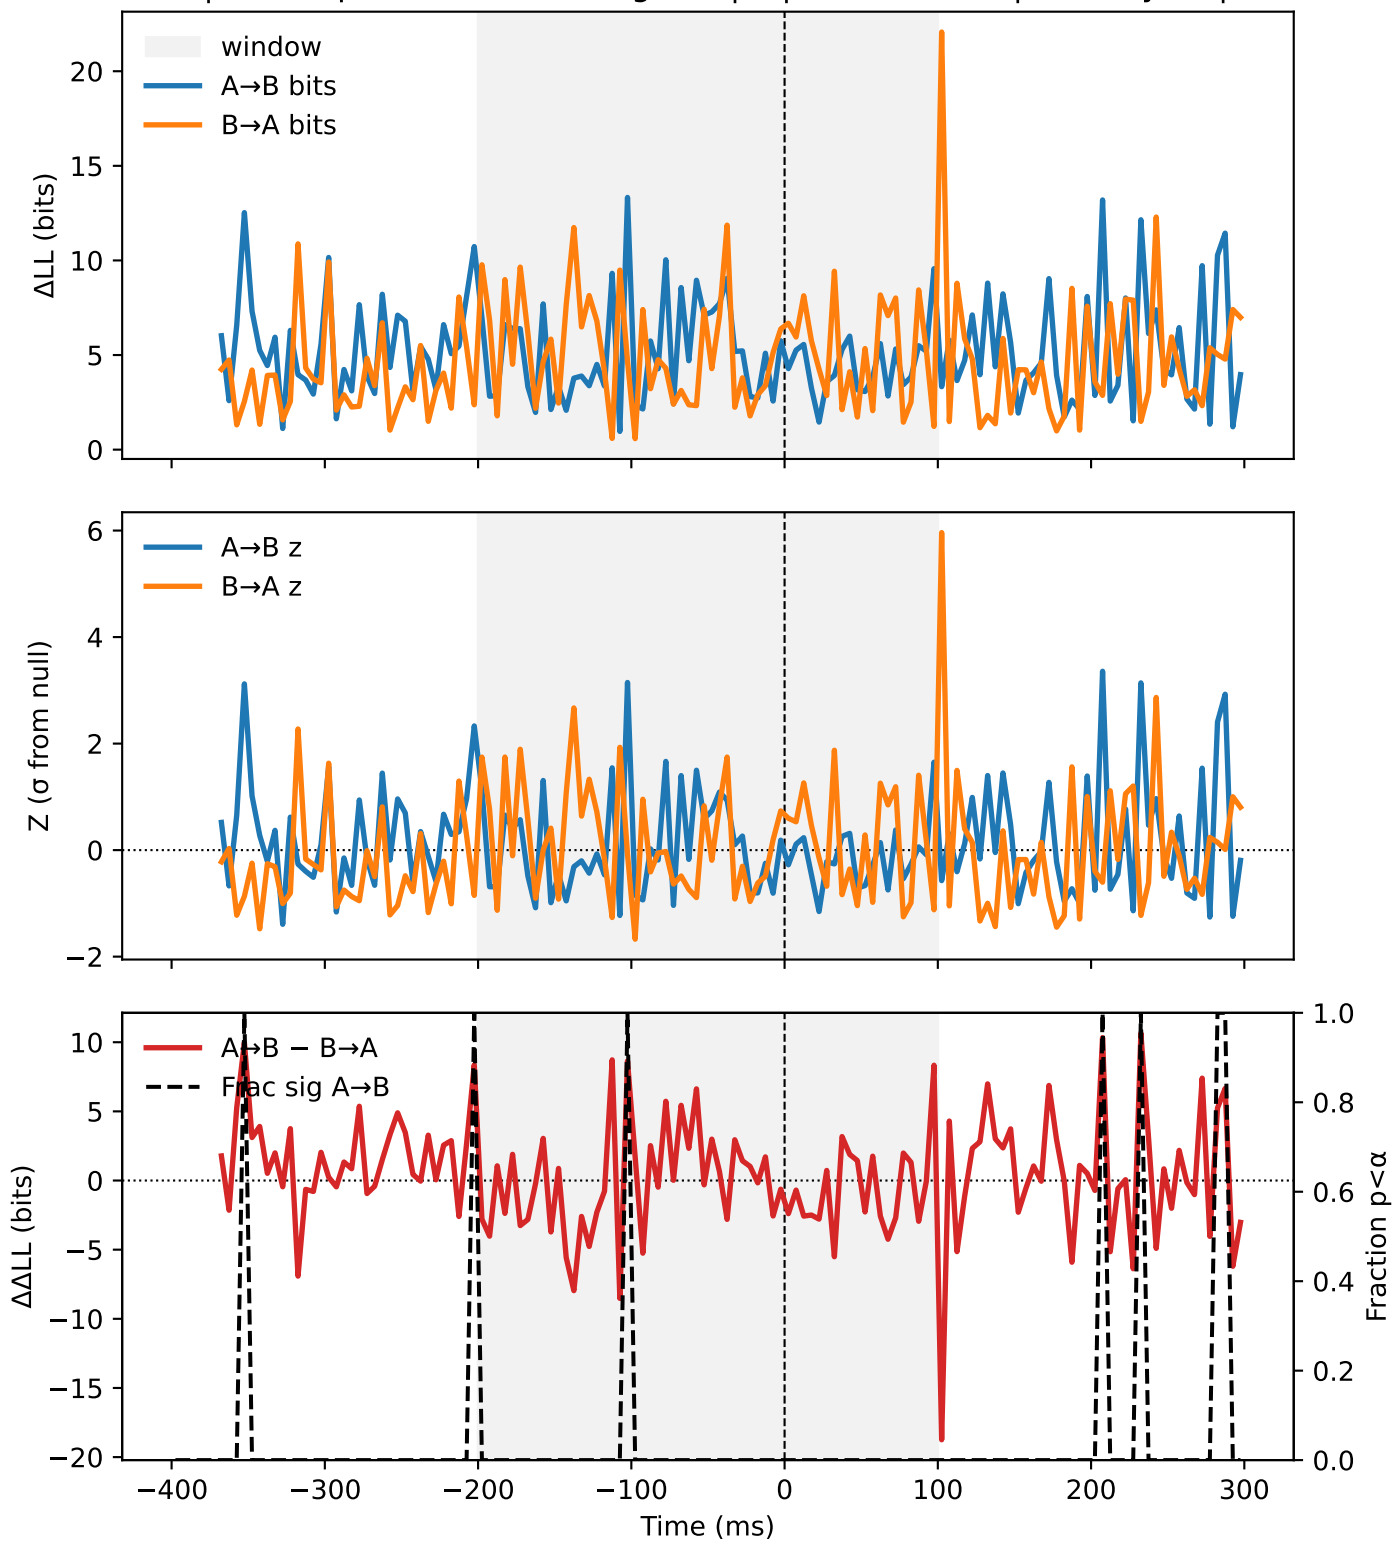 window
A→B bits
B→A bits
ΔLL (bits)
20
15
10
5
0
A→B z
B→A z
Z (σ from null)
6
4
2
0
−2
A→B − B→A
Frac sig A→B
ΔΔLL (bits)
10
5
0
−5
−10
−15
−20
1.0
0.8
0.6
0.4
0.2
0.0
Fraction p<α
−400 −300 −200 −100 0 100 200 300
Time (ms)